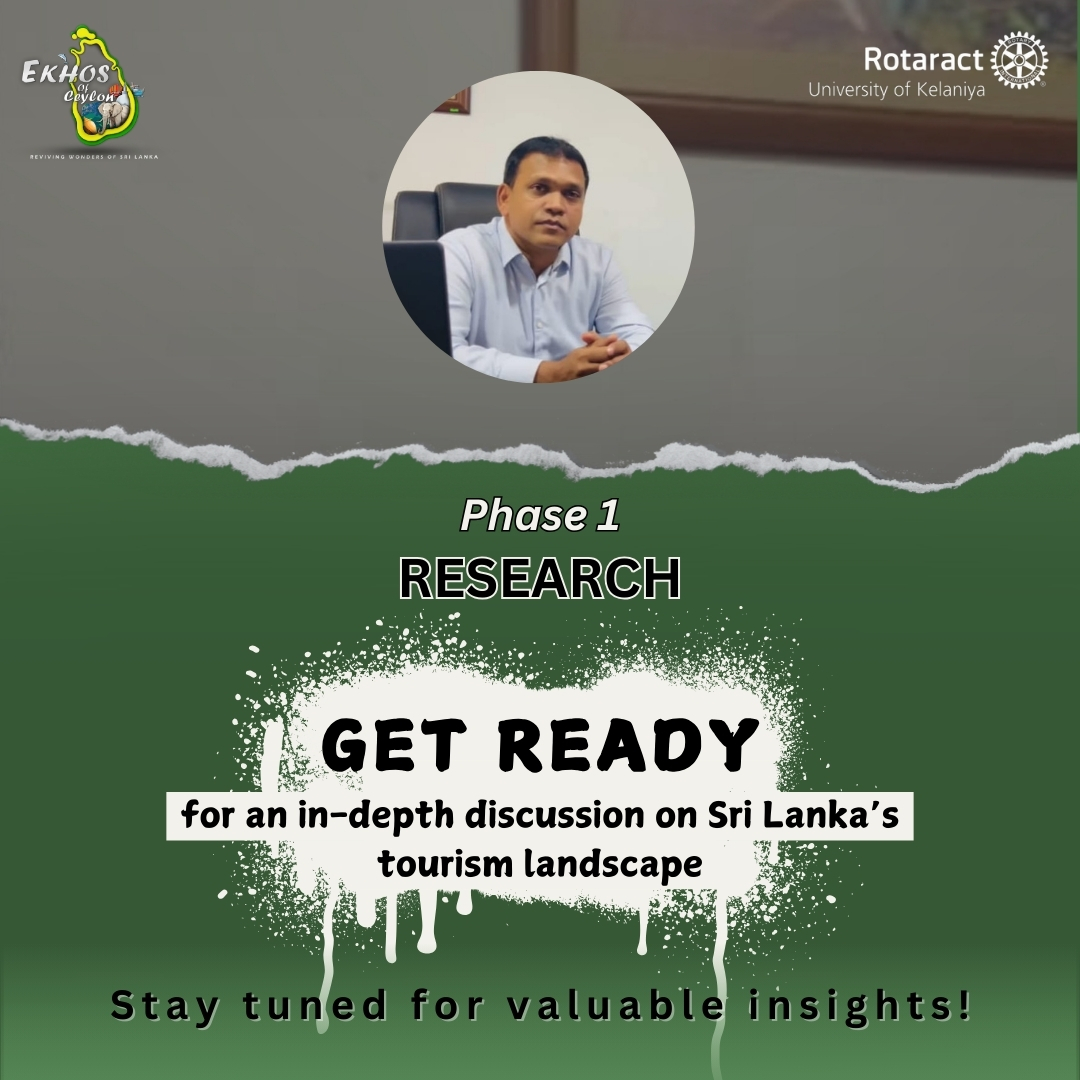 EKHOS
Of
Ceylon
REVIVING WONDERS OF SRI LANKA
Rotaract
University of Kelaniya
Phase 1
RESEARCH
GET READY
for an in-depth discussion on Sri Lanka's
tourism landscape
Stay tuned for valuable insights!